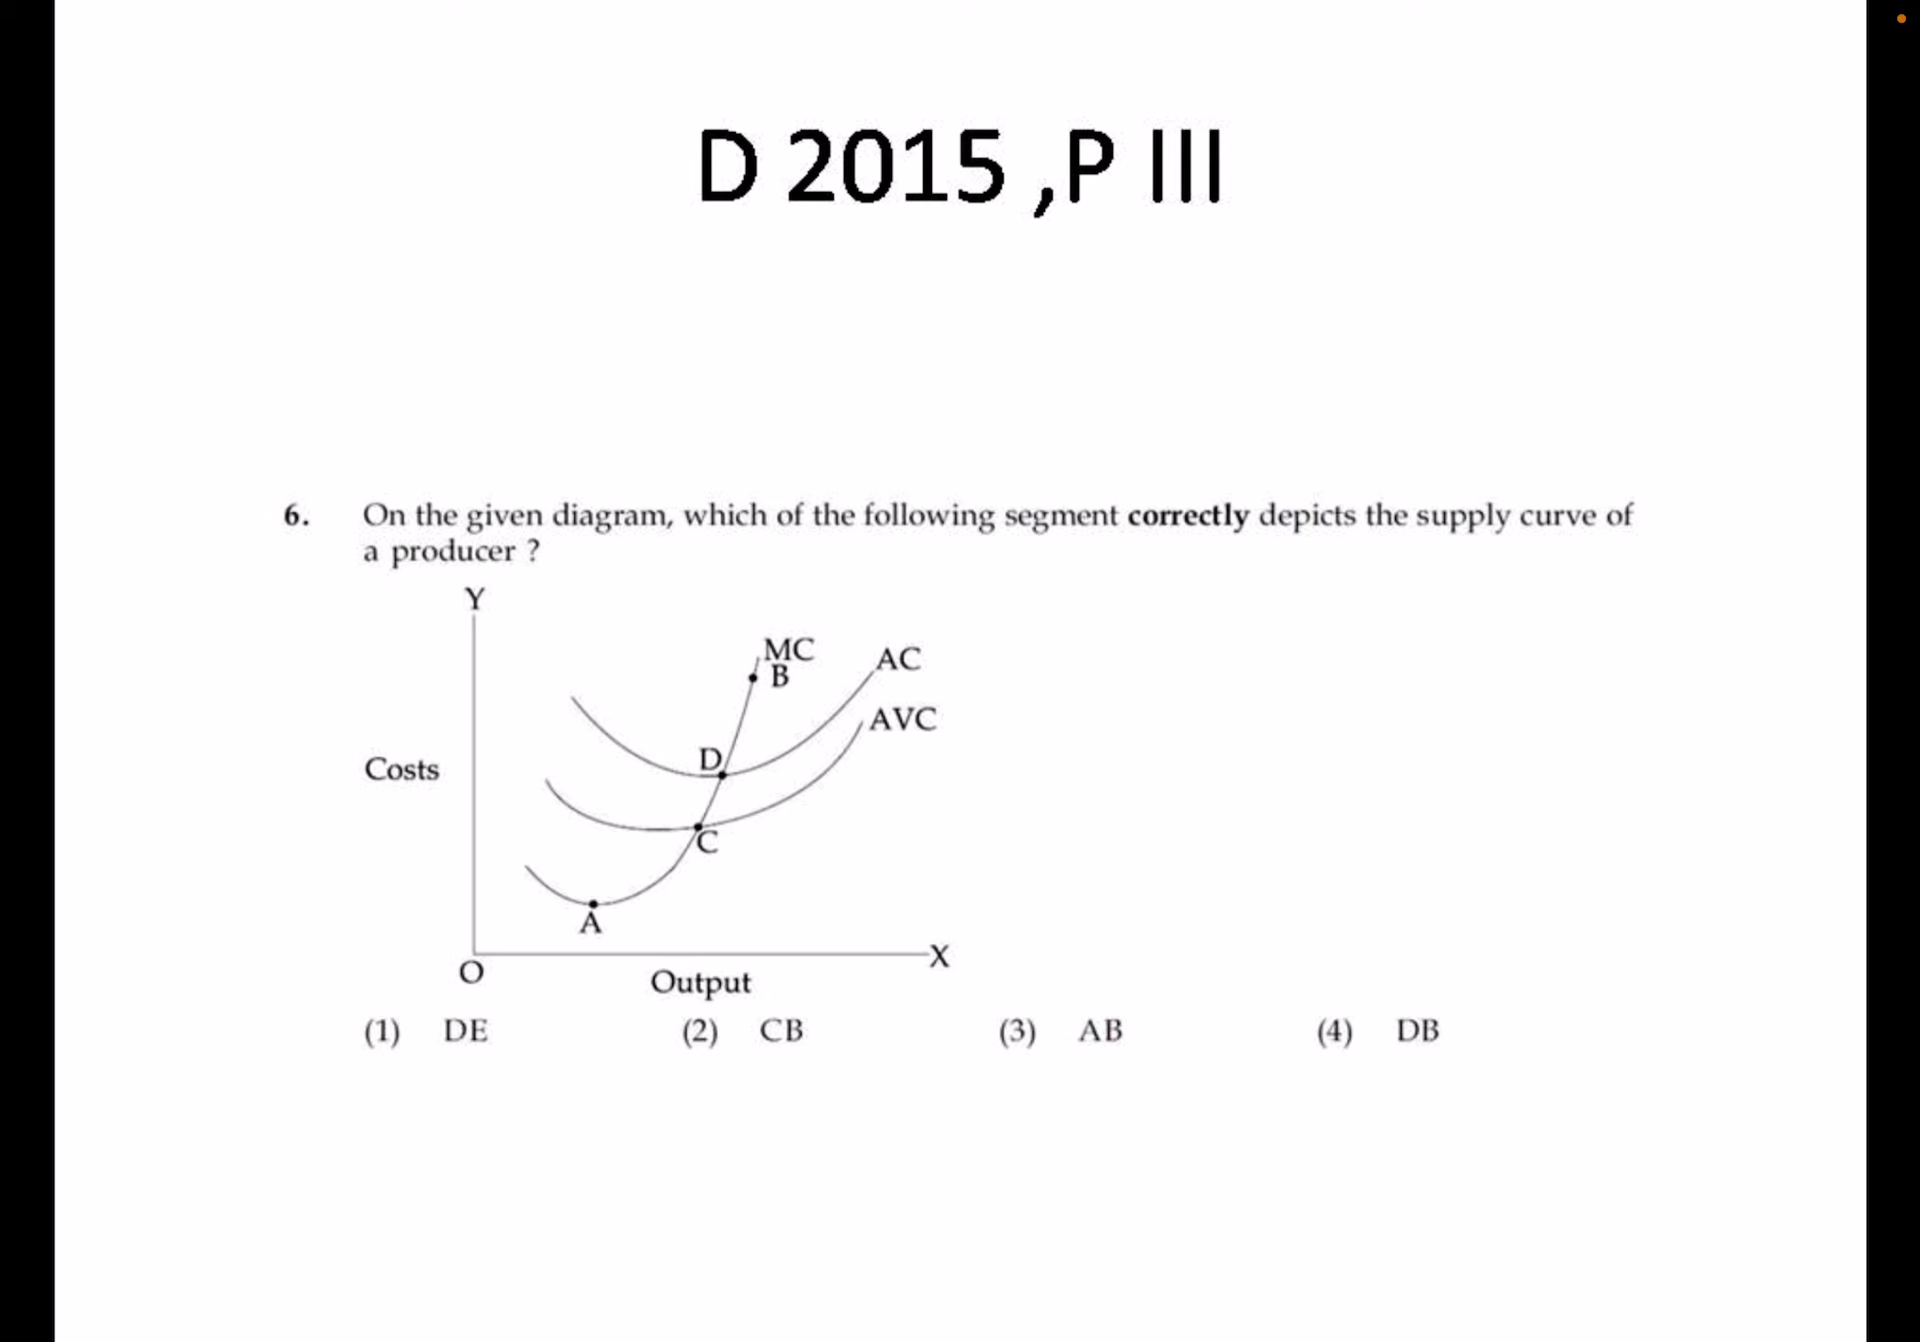 D 2015 ,P III
6. On the given diagram, which of the following segment correctly depicts the supply curve of
a producer ?
Y
MC
B
AC
AVC
D
Costs
C
A
X
O
Output
(1) DE (2) CB (3) AB (4) DB